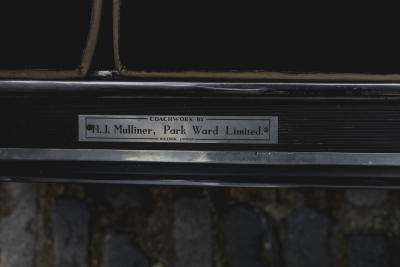 COACHWORK BY
H.J. Mulliner, Park Ward Limited.